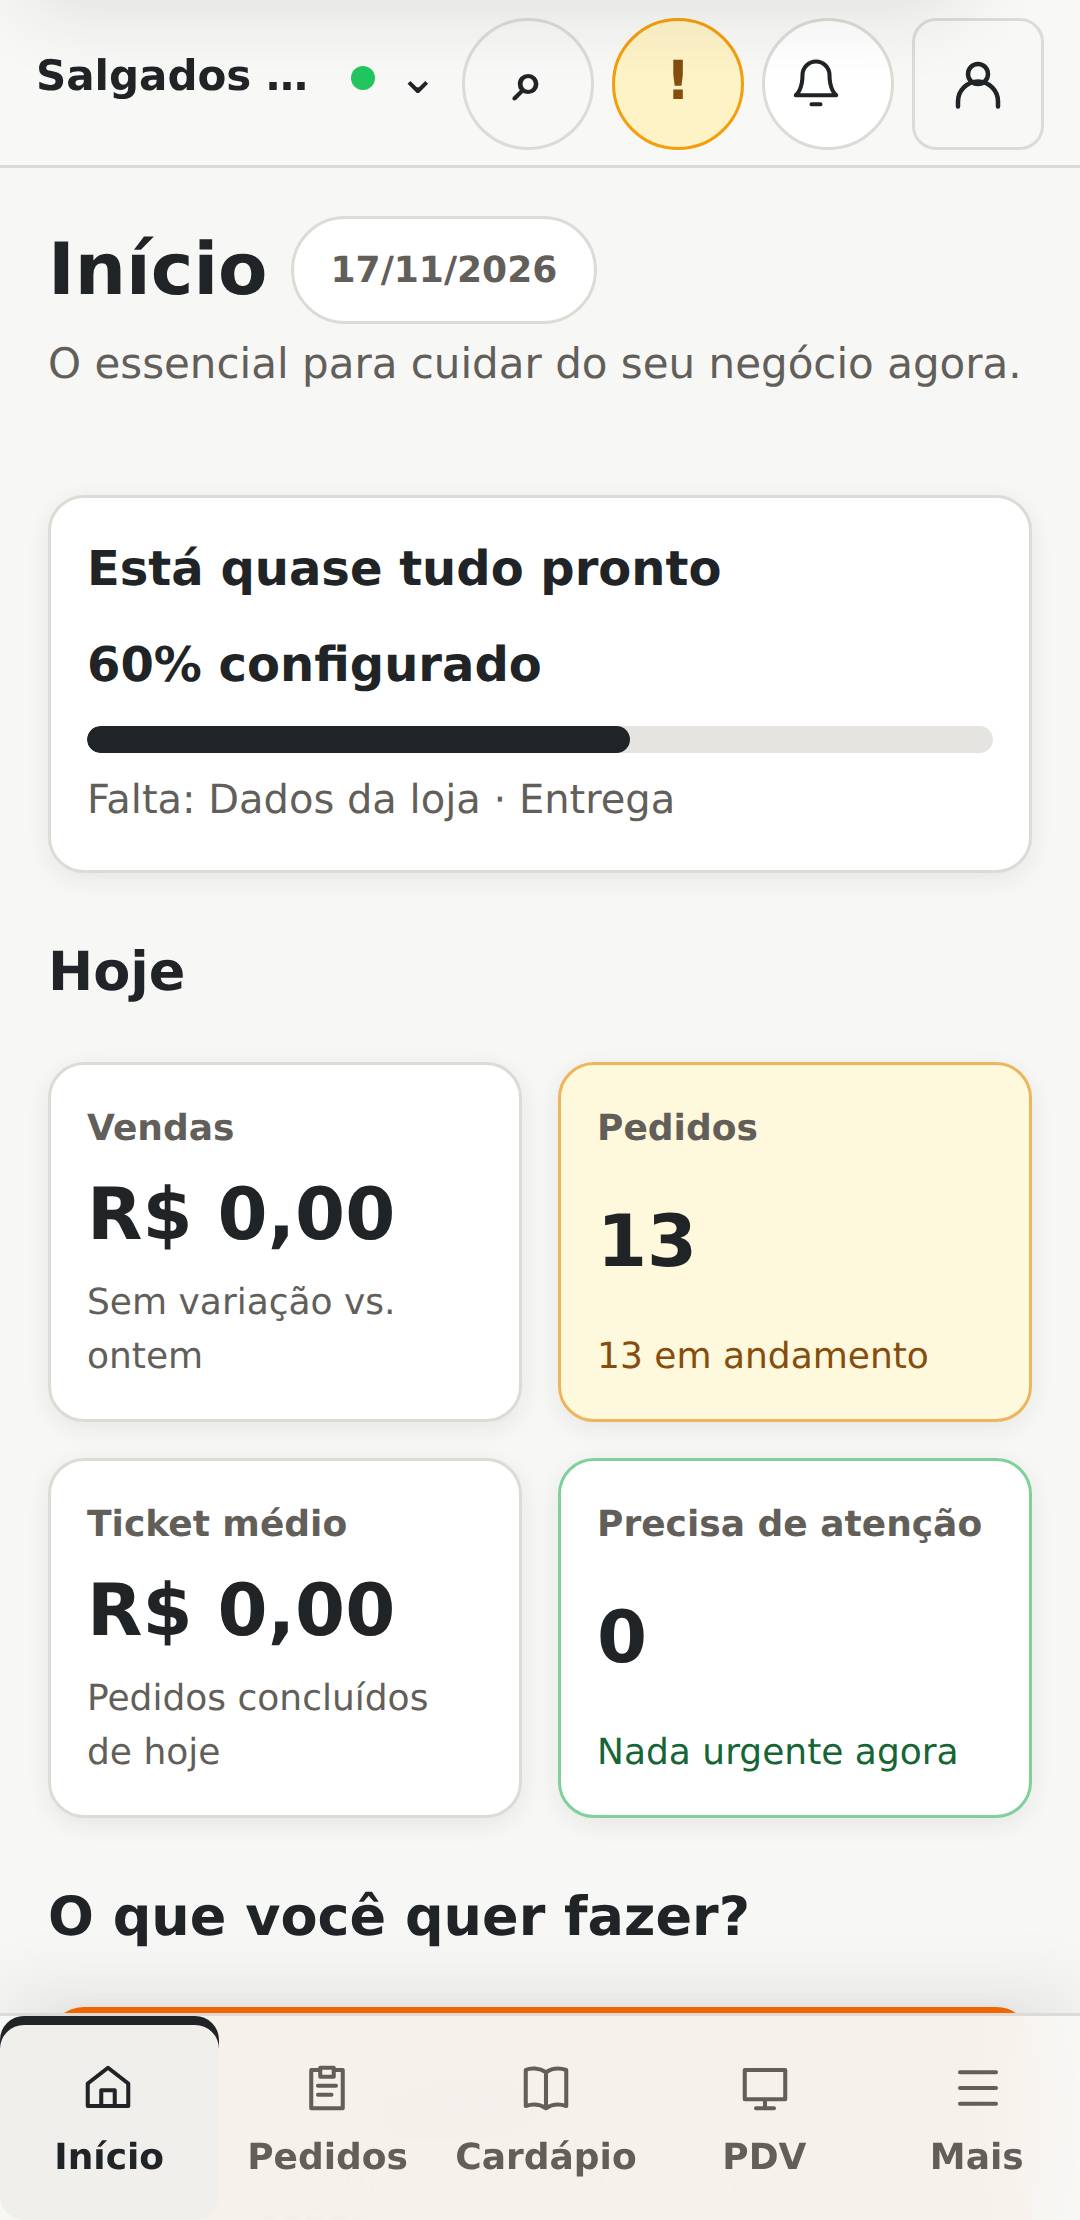 Salgados ...
!
Início
17/11/2026
O essencial para cuidar do seu negócio agora.
Está quase tudo pronto
60% configurado
Falta: Dados da loja · Entrega
Hoje
Vendas
R$ 0,00
Sem variação vs.
ontem
Pedidos
13
13 em andamento
Ticket médio
R$ 0,00
Pedidos concluídos
de hoje
Precisa de atenção
0
Nada urgente agora
O que você quer fazer?
Início
Pedidos
Cardápio
PDV
Mais